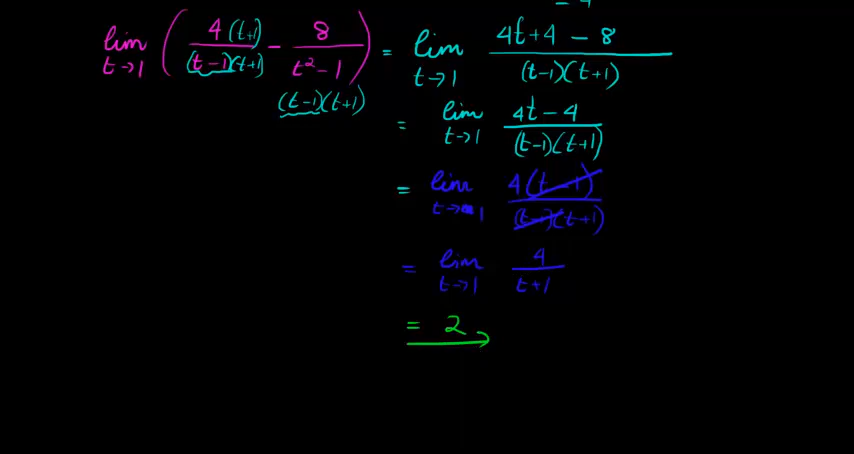 lim t→1 ( 4(t+1) / (t−1)(t+1) − 8 / t² − 1 ) = lim t→1 4t+4 − 8 / (t−1)(t+1)
(t−1)(t+1)
= lim t→1 4t − 4 / (t−1)(t+1)
= lim t→1 4(t−1) / (t−1)(t+1)
= lim t→1 4 / t+1
= 2